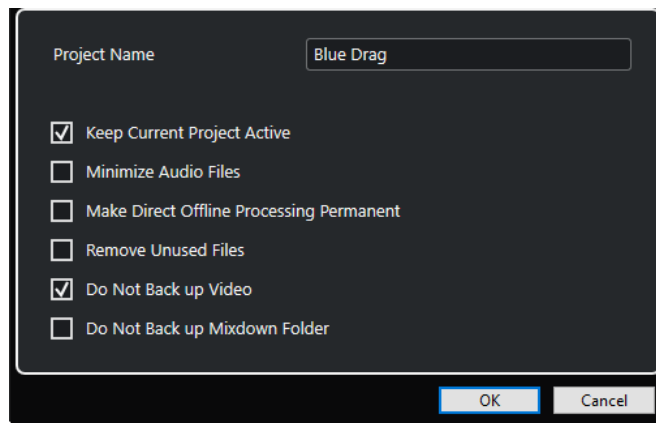 Project Name
Blue Drag
Keep Current Project Active
Minimize Audio Files
Make Direct Offline Processing Permanent
Remove Unused Files
Do Not Back up Video
Do Not Back up Mixdown Folder
OK
Cancel